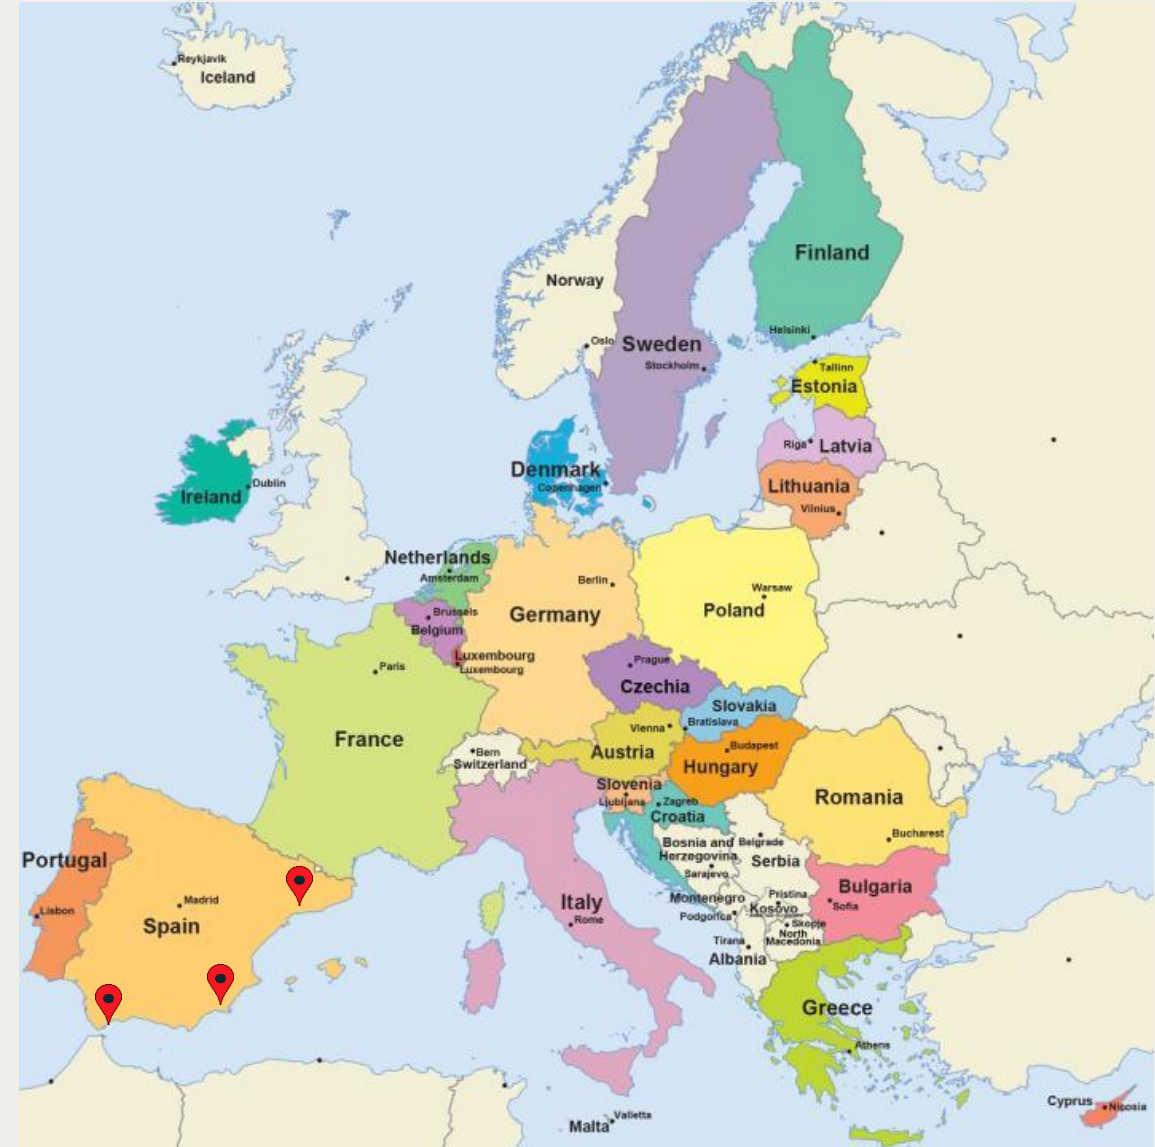 Reykjavik
Iceland
Finland
Norway
Helsinki
Oslo
Sweden
Stockholm
Tallinn
Estonia
Riga
Latvia
Denmark
Copenhagen
Dublin
Ireland
Lithuania
Vilnius
Netherlands
Amsterdam
Berlin
Warsaw
Brussels
Belgium
Germany
Poland
Luxembourg
Luxembourg
Paris
Prague
Czechia
Slovakia
Bratislava
Vienna
France
Bern
Switzerland
Austria
Budapest
Hungary
Slovenia
Ljubljana
Zagreb
Croatia
Romania
Bucharest
Bosnia and
Herzegovina
Sarajevo
Belgrade
Serbia
Portugal
Lisbon
Madrid
Spain
Italy
Rome
Montenegro
Podgorica
Pristina
Kosovo
Bulgaria
Sofia
Skopje
North
Macedonia
Tirana
Albania
Greece
Athens
Cyprus
Nicosia
Valletta
Malta